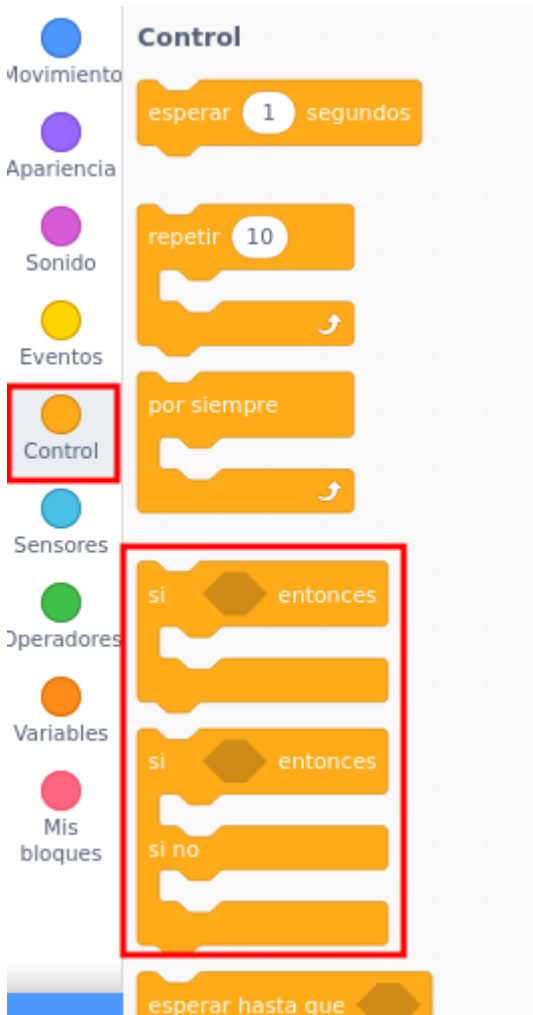 Movimiento
Apariencia
Sonido
Eventos
Control
Sensores
Operadores
Variables
Mis
bloques
Control
esperar 1 segundos
repetir 10
por siempre
si entonces
si entonces
si no
esperar hasta que